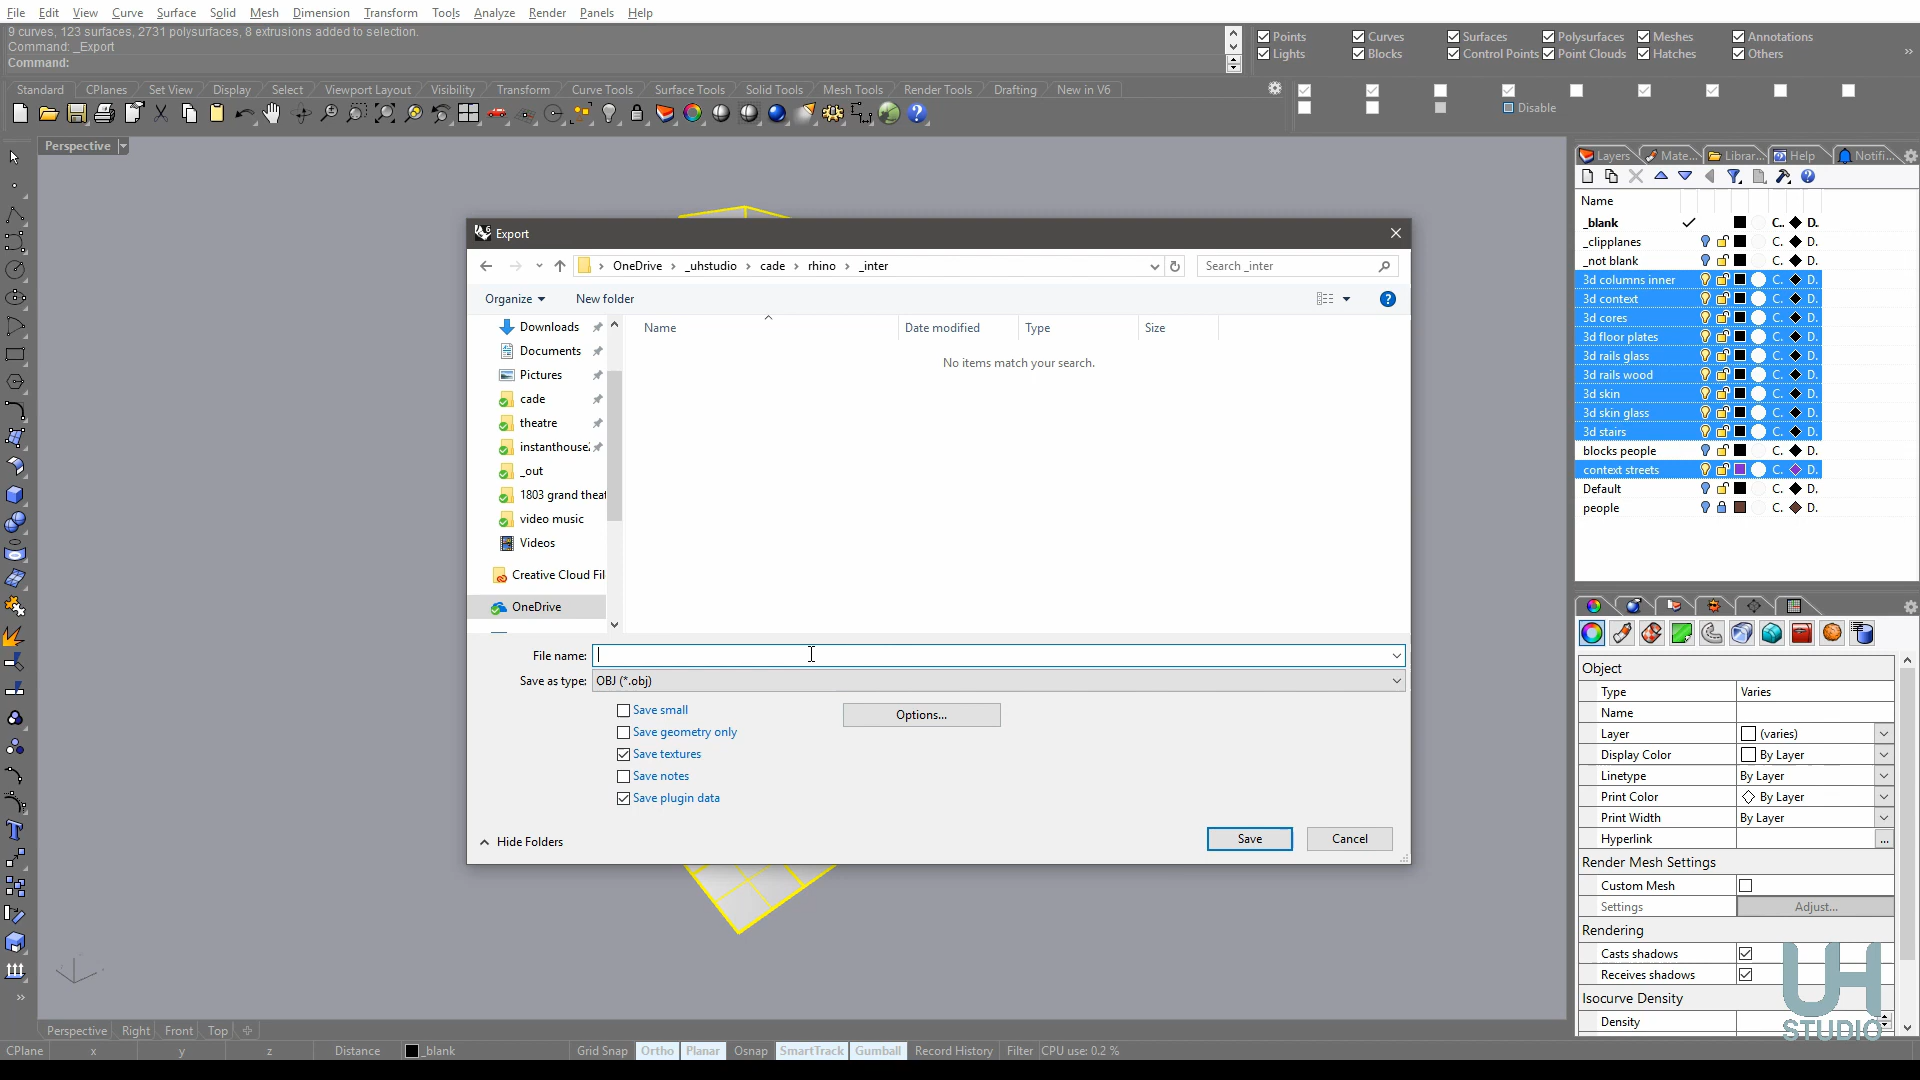 File Edit View Curve Surface Solid Mesh Dimension Transform Tools Analyze Render Panels Help
9 curves, 123 surfaces, 2731 polysurfaces, 8 extrusions added to selection.
Command: _Export
Command:
Points Curves Surfaces Polysurfaces Meshes Annotations
Lights Blocks Control Points Point Clouds Hatches Others
Standard CPlanes Set View Display Select Viewport Layout Visibility Transform Curve Tools Surface Tools Solid Tools Mesh Tools Render Tools Drafting New in V6
Disable
Perspective
Layers Mate... Librar... Help Notifi...
Name
_blank C.. D..
_clipplanes C. D.
_not blank C. D.
3d columns inner C. D.
3d context C. D.
3d cores C. D.
3d floor plates C. D.
3d rails glass C. D.
3d rails wood C. D.
3d skin C. D.
3d skin glass C. D.
3d stairs C. D.
blocks people C. D.
context streets C. D.
Default C. D.
people C. D.
Export
OneDrive › _uhstudio › cade › rhino › _inter
Search _inter
Organize New folder
Name Date modified Type Size
No items match your search.
Downloads
Documents
Pictures
cade
theatre
instanthouse
_out
1803 grand theat
video music
Videos
Creative Cloud Fil
OneDrive
File name:
Save as type: OBJ (*.obj)
Save small
Save geometry only
Save textures
Save notes
Save plugin data
Options...
Hide Folders
Save Cancel
Object
Type Varies
Name
Layer (varies)
Display Color By Layer
Linetype By Layer
Print Color By Layer
Print Width By Layer
Hyperlink ...
Render Mesh Settings
Custom Mesh
Settings Adjust...
Rendering
Casts shadows
Receives shadows
Isocurve Density
Density
UH
STUDIO
Perspective Right Front Top
CPlane x y z Distance _blank Grid Snap Ortho Planar Osnap SmartTrack Gumball Record History Filter CPU use: 0.2 %